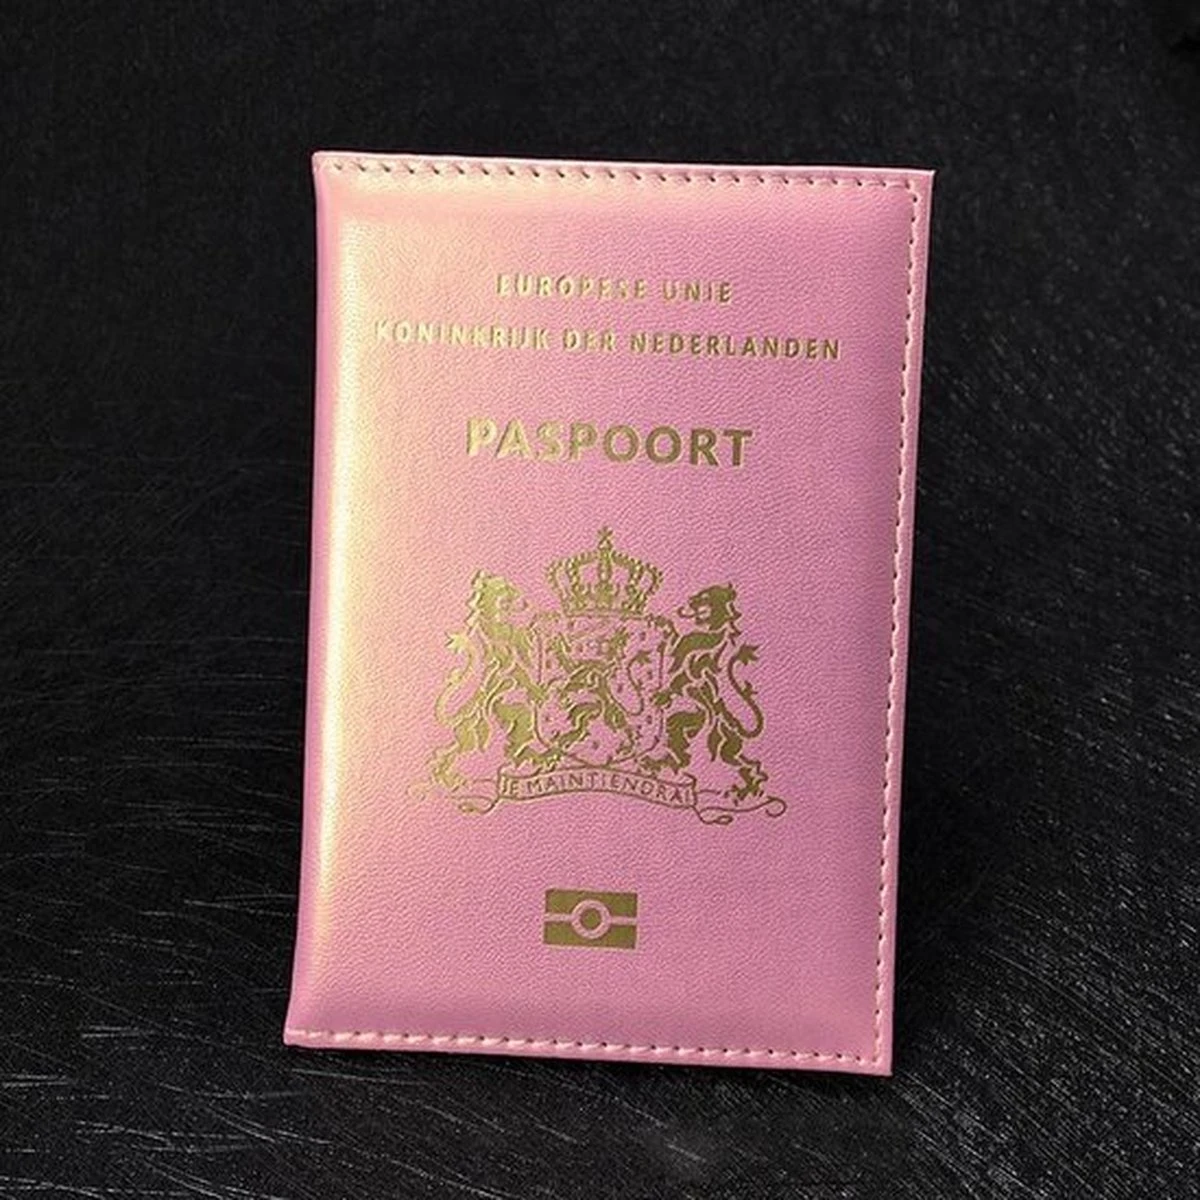 EUROPESE UNIE
KONINKRIJK DER NEDERLANDEN
PASPOORT
JE MAINTIENDRAI